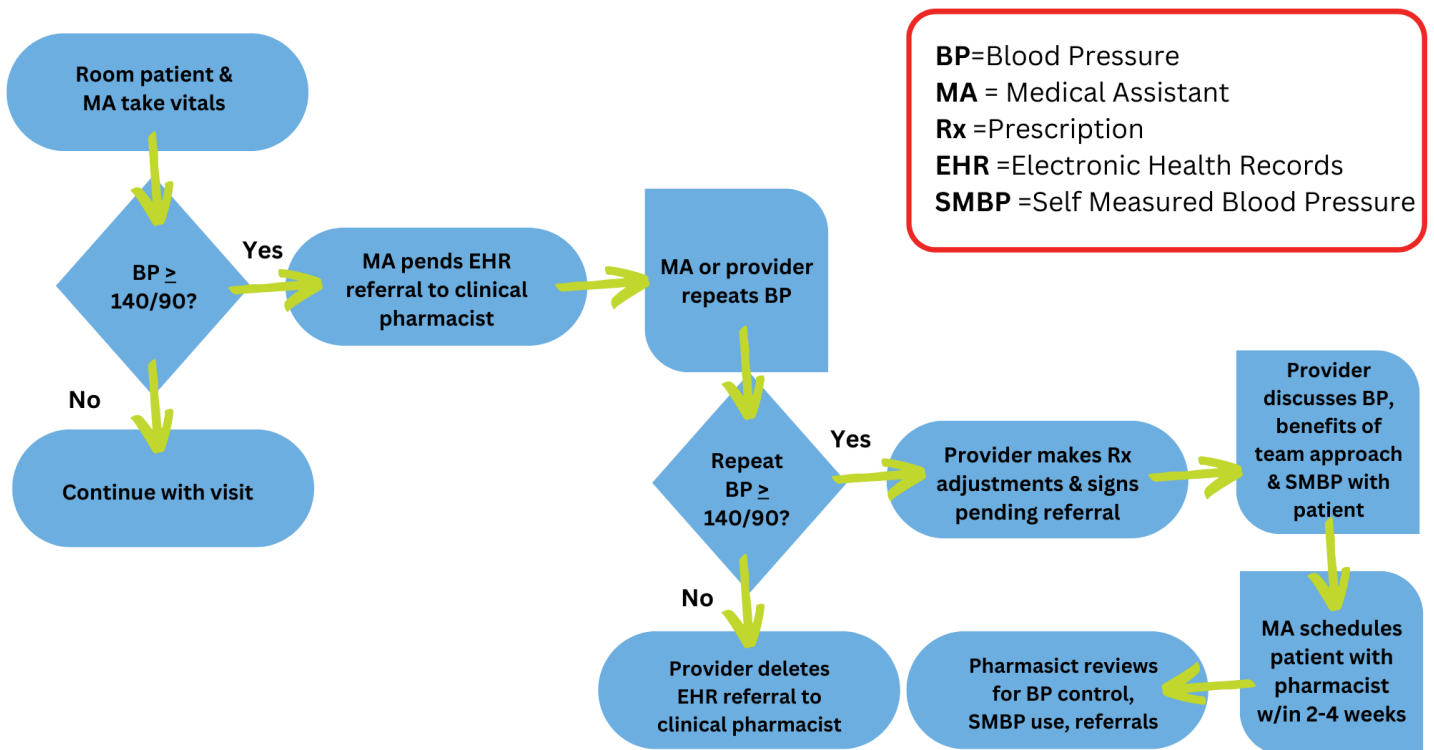 Room patient &
MA take vitals
BP ≥
140/90?
Yes
No
Continue with visit
MA pends EHR
referral to clinical
pharmacist
MA or provider
repeats BP
Repeat
BP ≥
140/90?
Yes
No
Provider deletes
EHR referral to
clinical pharmacist
Provider makes Rx
adjustments & signs
pending referral
Provider
discusses BP,
benefits of
team approach
& SMBP with
patient
MA schedules
patient with
pharmacist
w/in 2-4 weeks
Pharmasict reviews
for BP control,
SMBP use, referrals
BP=Blood Pressure
MA = Medical Assistant
Rx =Prescription
EHR =Electronic Health Records
SMBP =Self Measured Blood Pressure